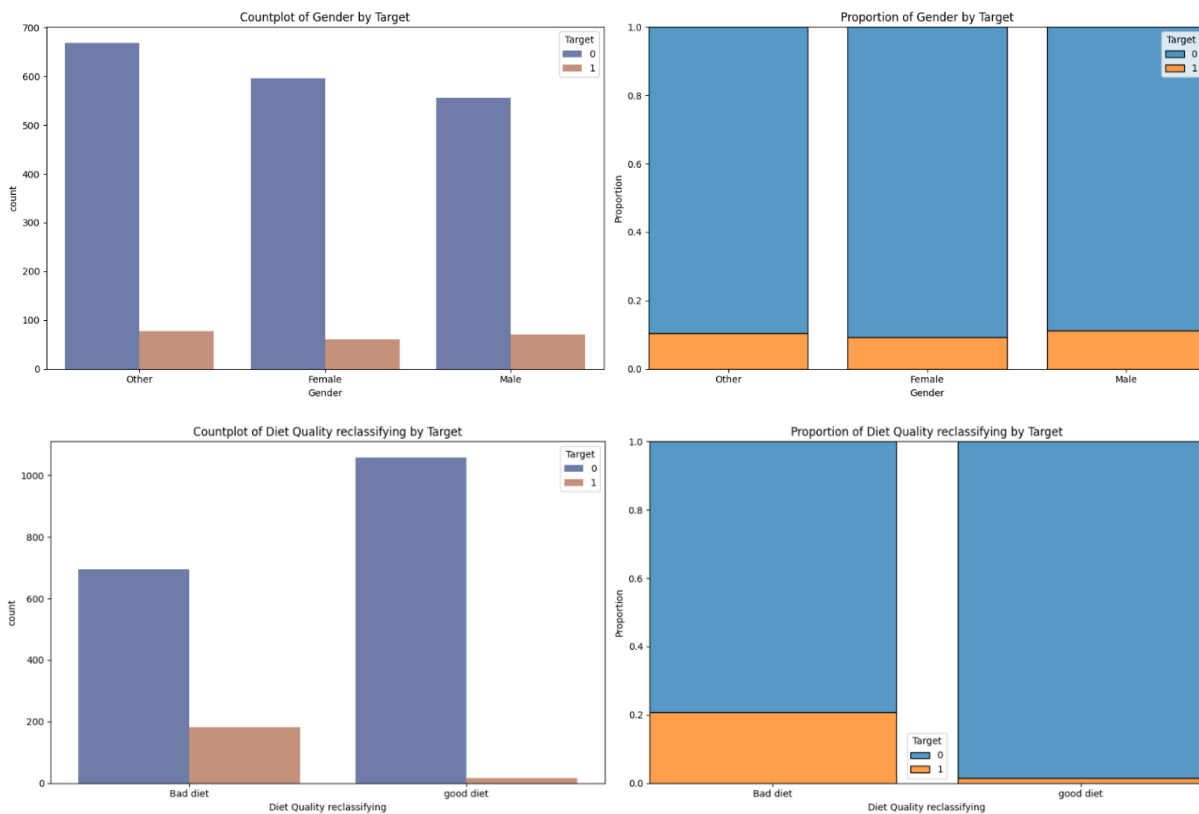 Countplot of Gender by Target
700
600
500
400
300
200
100
0
count
Other
Female
Male
Gender
Target
0
1
Proportion of Gender by Target
1.0
0.8
0.6
0.4
0.2
0.0
Proportion
Other
Female
Male
Gender
Target
0
1
Countplot of Diet Quality reclassifying by Target
1000
800
600
400
200
0
count
Bad diet
good diet
Diet Quality reclassifying
Target
0
1
Proportion of Diet Quality reclassifying by Target
1.0
0.8
0.6
0.4
0.2
0.0
Proportion
Bad diet
good diet
Diet Quality reclassifying
Target
0
1